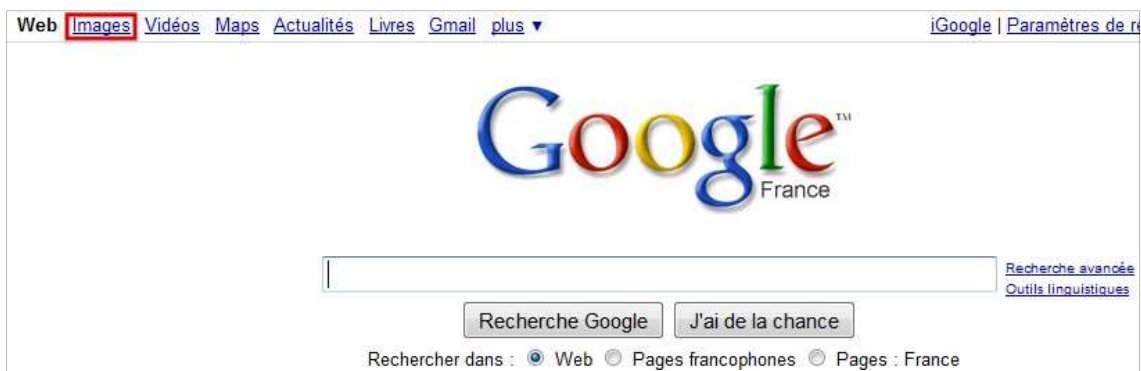 Web Images Vidéos Maps Actualités Livres Gmail plus ▼ iGoogle | Paramètres de
Google™
France
Recherche avancée
Outils linguistiques
Recherche Google J'ai de la chance
Rechercher dans : Web Pages francophones Pages : France